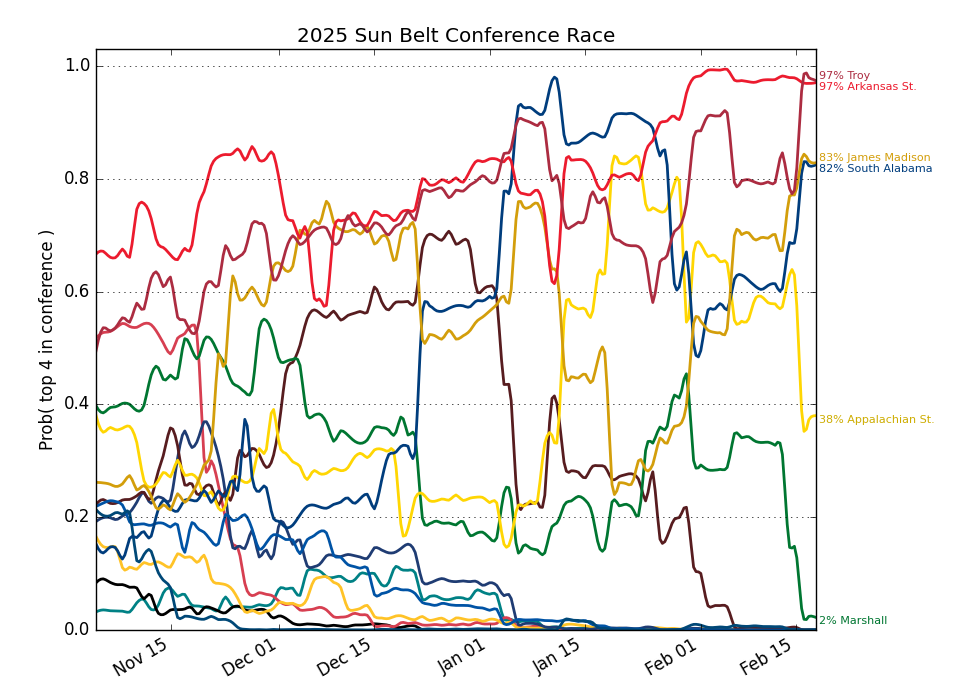 2025 Sun Belt Conference Race
Prob( top 4 in conference )
1.0
0.8
0.6
0.4
0.2
0.0
97% Troy
97% Arkansas St.
83% James Madison
82% South Alabama
38% Appalachian St.
2% Marshall
Nov 15
Dec 01
Dec 15
Jan 01
Jan 15
Feb 01
Feb 15